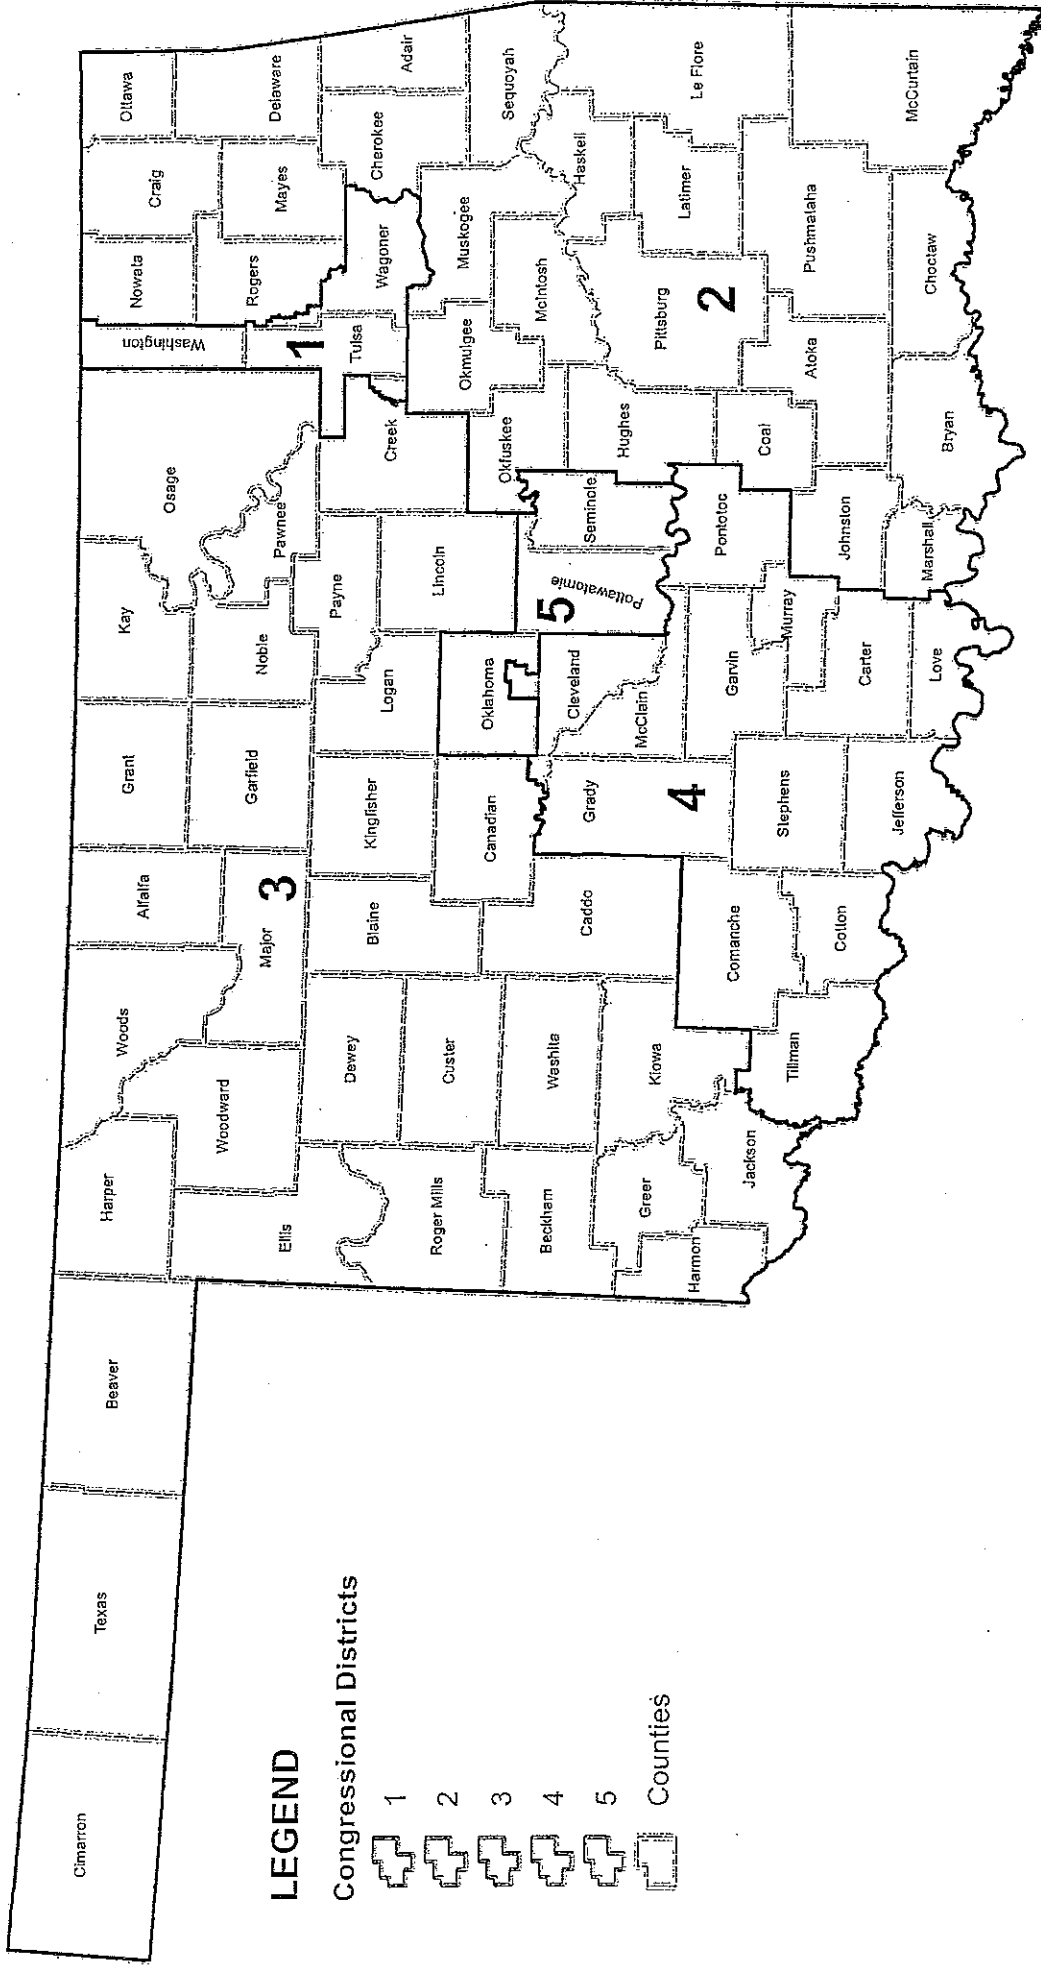 Cimarron
Texas
Beaver
Harper
Woods
Alfalfa
Grant
Kay
Osage
Washington
Nowata
Craig
Ottawa
Ellis
Woodward
Major
3
Garfield
Noble
Pawnee
Rogers
Mayes
Delaware
Dewey
Blaine
Kingfisher
Logan
Payne
Creek
1
Tulsa
Wagoner
Cherokee
Adair
Roger Mills
Custer
Canadian
Oklahoma
Lincoln
Okfuskee
Okmulgee
Muskogee
Sequoyah
Beckham
Washita
Caddo
Grady
Cleveland
McClain
5
Pottawatomie
Seminole
Hughes
McIntosh
Haskell
Harmon
Greer
Kiowa
Comanche
4
Garvin
Pontotoc
Coal
Pittsburg
2
Latimer
Le Flore
Jackson
Tillman
Cotton
Stephens
Jefferson
Murray
Carter
Love
Johnston
Marshall
Atoka
Bryan
Pushmataha
Choctaw
McCurtain
LEGEND
Congressional Districts
1
2
3
4
5
Counties